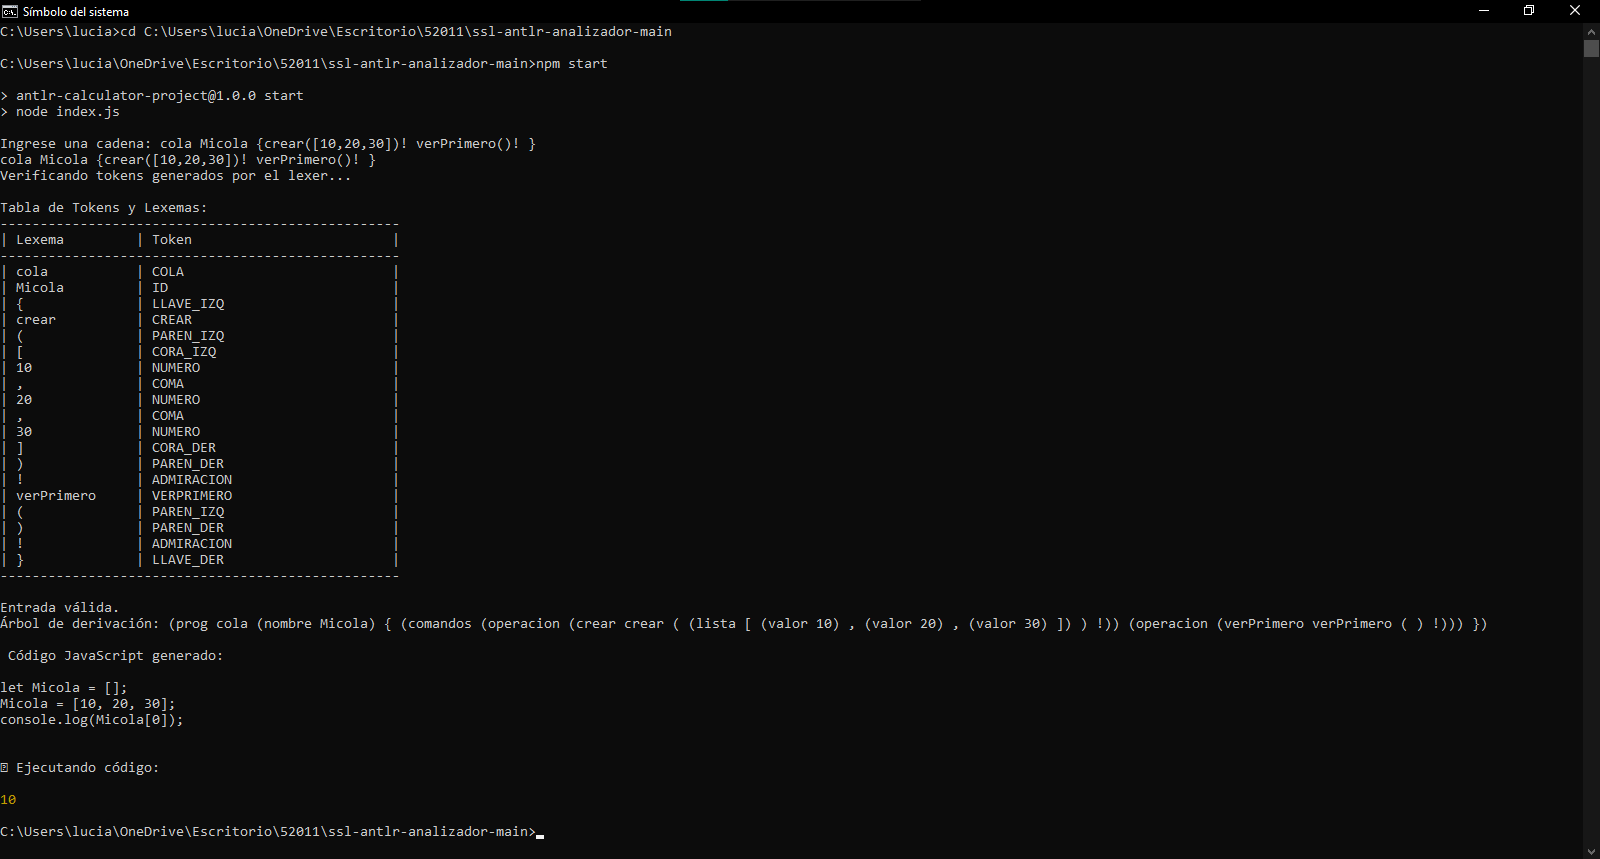 Símbolo del sistema
C:\Users\lucia>cd C:\Users\lucia\OneDrive\Escritorio\52011\ssl-antlr-analizador-main
C:\Users\lucia\OneDrive\Escritorio\52011\ssl-antlr-analizador-main>npm start
> antlr-calculator-project@1.0.0 start
> node index.js
Ingrese una cadena: cola Micola {crear([10,20,30])! verPrimero()! }
cola Micola {crear([10,20,30])! verPrimero()! }
Verificando tokens generados por el lexer...
Tabla de Tokens y Lexemas:
--------------------------------------------------
| Lexema         | Token                         |
--------------------------------------------------
| cola           | COLA                          |
| Micola         | ID                            |
| {              | LLAVE_IZQ                     |
| crear          | CREAR                         |
| (              | PAREN_IZQ                     |
| [              | CORA_IZQ                      |
| 10             | NUMERO                        |
| ,              | COMA                          |
| 20             | NUMERO                        |
| ,              | COMA                          |
| 30             | NUMERO                        |
| ]              | CORA_DER                      |
| )              | PAREN_DER                     |
| !              | ADMIRACION                    |
| verPrimero     | VERPRIMERO                    |
| (              | PAREN_IZQ                     |
| )              | PAREN_DER                     |
| !              | ADMIRACION                    |
| }              | LLAVE_DER                     |
--------------------------------------------------
Entrada válida.
Árbol de derivación: (prog cola (nombre Micola) { (comandos (operacion (crear crear ( (lista [ (valor 10) , (valor 20) , (valor 30) ]) ) !)) (operacion (verPrimero verPrimero ( ) !))) })
Código JavaScript generado:
let Micola = [];
Micola = [10, 20, 30];
console.log(Micola[0]);
Ejecutando código:
10
C:\Users\lucia\OneDrive\Escritorio\52011\ssl-antlr-analizador-main>